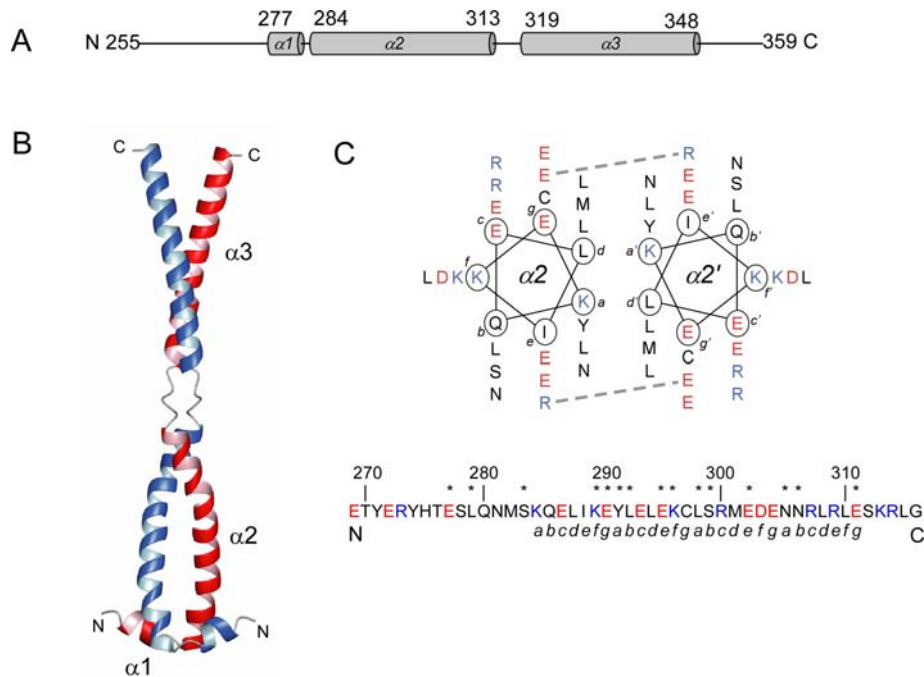 A
N 255
277
284
313
319
348
359 C
α1
α2
α3
B
C
C
α3
α2
N
N
α1
C
R E R N
R E L N E S
E C M L E L
c E g E L Y I e' Q b'
L d a' K
L D K K f α2 α2' K K D L f'
K a d' L
b Q I e Y L E g' E c'
L E L L C E
S E N M E R
N R L E R
270 280 290 300 310
* * * * * * * * * * * * * * *
ETYERYHTESLQNMSKQELIKEYLELEKCLSRMEDENNRLRLESKRLG
N abcdefgabcdefgabcdefgabcdefg C